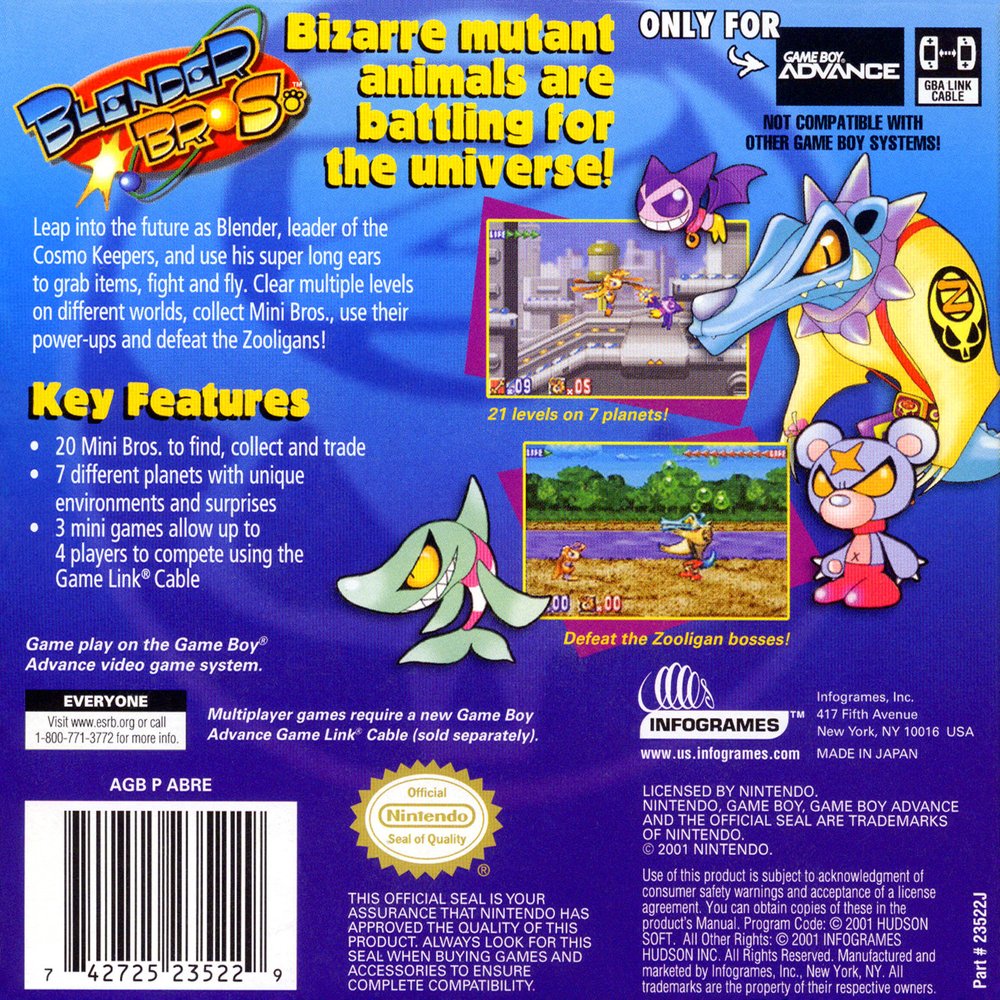 BLENDER
BROS.™
Bizarre mutant
animals are
battling for
the universe!
ONLY FOR
GAME BOY
ADVANCE
GBA LINK
CABLE
NOT COMPATIBLE WITH
OTHER GAME BOY SYSTEMS!
Leap into the future as Blender, leader of the
Cosmo Keepers, and use his super long ears
to grab items, fight and fly. Clear multiple levels
on different worlds, collect Mini Bros., use their
power-ups and defeat the Zooligans!
LIFE
09
x05
Z
21 levels on 7 planets!
Key Features
• 20 Mini Bros. to find, collect and trade
• 7 different planets with unique
environments and surprises
• 3 mini games allow up to
4 players to compete using the
Game Link® Cable
LIFE
LIFE
00
x00
x
Defeat the Zooligan bosses!
Game play on the Game Boy®
Advance video game system.
EVERYONE
Visit www.esrb.org or call
1-800-771-3772 for more info.
Multiplayer games require a new Game Boy
Advance Game Link® Cable (sold separately).
INFOGRAMES™
www.us.infogrames.com
Infogrames, Inc.
417 Fifth Avenue
New York, NY 10016 USA
MADE IN JAPAN
AGB P ABRE
7 42725 23522 9
Official
Nintendo
Seal of Quality
®
THIS OFFICIAL SEAL IS YOUR
ASSURANCE THAT NINTENDO HAS
APPROVED THE QUALITY OF THIS
PRODUCT. ALWAYS LOOK FOR THIS
SEAL WHEN BUYING GAMES AND
ACCESSORIES TO ENSURE
COMPLETE COMPATIBILITY.
LICENSED BY NINTENDO.
NINTENDO, GAME BOY, GAME BOY ADVANCE
AND THE OFFICIAL SEAL ARE TRADEMARKS
OF NINTENDO.
© 2001 NINTENDO.
Use of this product is subject to acknowledgment of
consumer safety warnings and acceptance of a license
agreement. You can obtain copies of these in the
product's Manual. Program Code: © 2001 HUDSON
SOFT. All Other Rights: © 2001 INFOGRAMES
HUDSON INC. All Rights Reserved. Manufactured and
marketed by Infogrames, Inc., New York, NY. All
trademarks are the property of their respective owners.
Part # 23522J